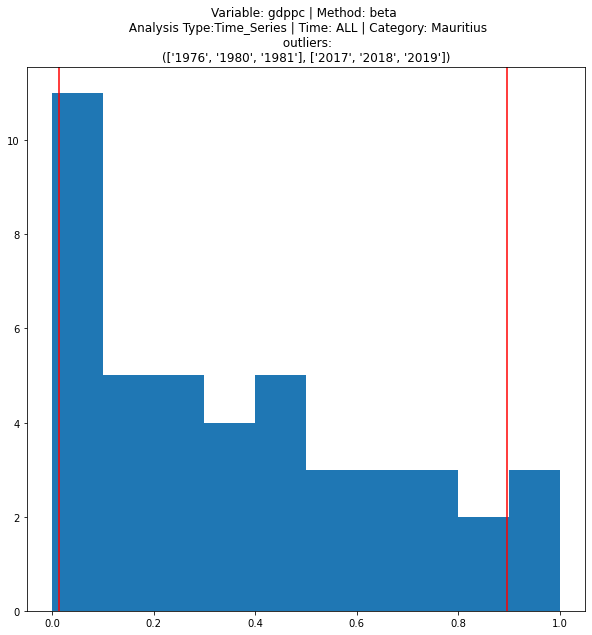 Variable: gdppc | Method: beta
Analysis Type:Time_Series | Time: ALL | Category: Mauritius
outliers:
(['1976', '1980', '1981'], ['2017', '2018', '2019'])
10
8
6
4
2
0
0.0 0.2 0.4 0.6 0.8 1.0